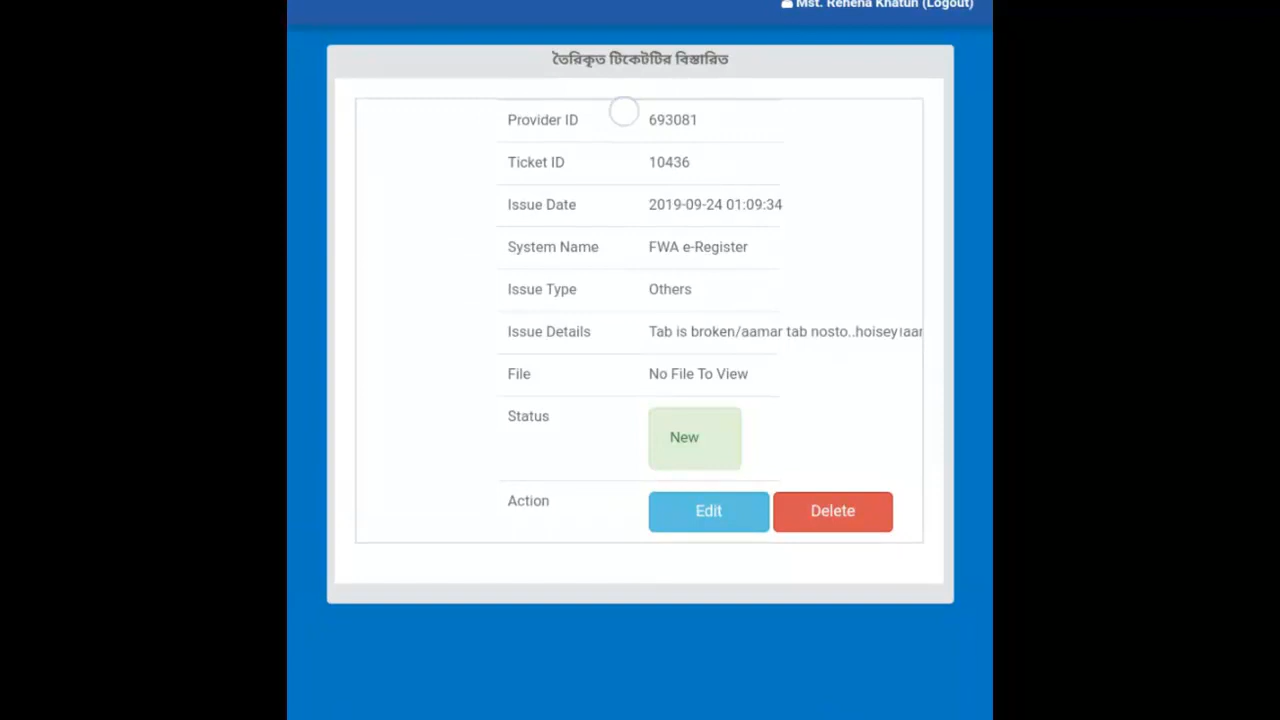 Mst. Rehena Khatun (Logout)
তৈরিকৃত টিকেটটির বিস্তারিত
Provider ID 693081
Ticket ID 10436
Issue Date 2019-09-24 01:09:34
System Name FWA e-Register
Issue Type Others
Issue Details Tab is broken/aamar tab nosto..hoisey।aar
File No File To View
Status New
Action Edit Delete